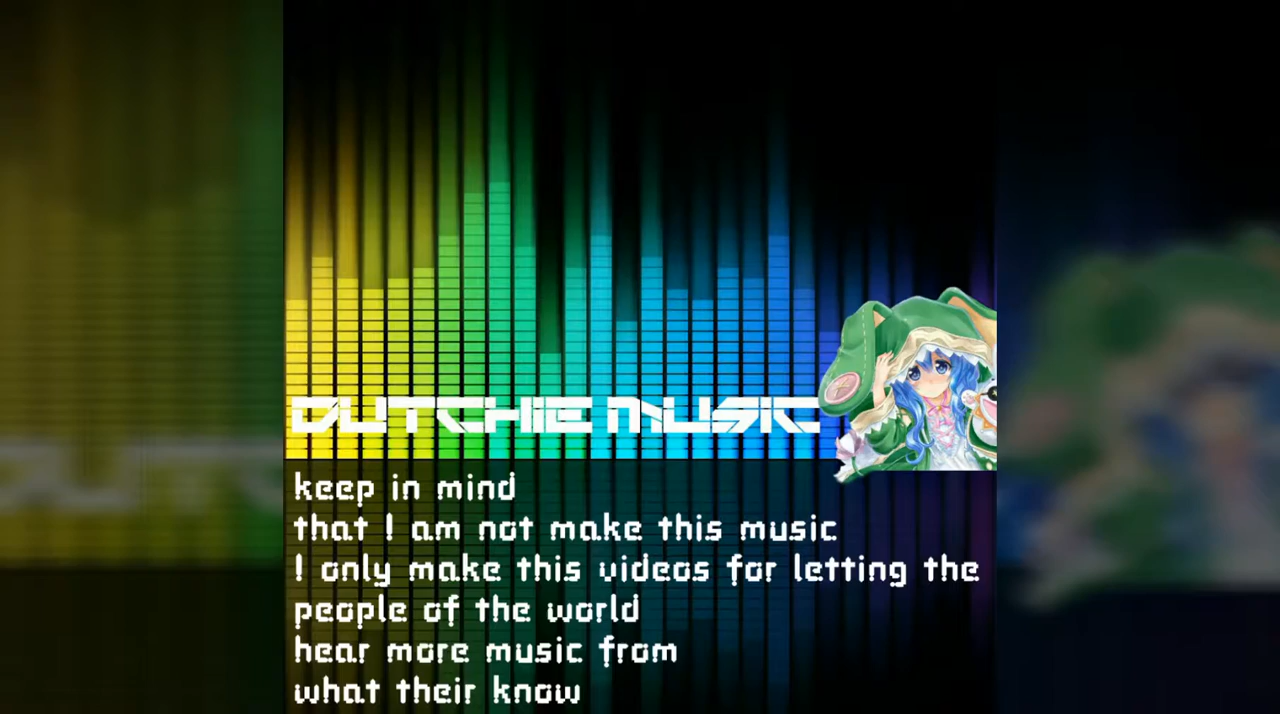 DUTCHIE MUSIC
keep in mind
that I am not make this music
I only make this videos for letting the
people of the world
hear more music from
what their know